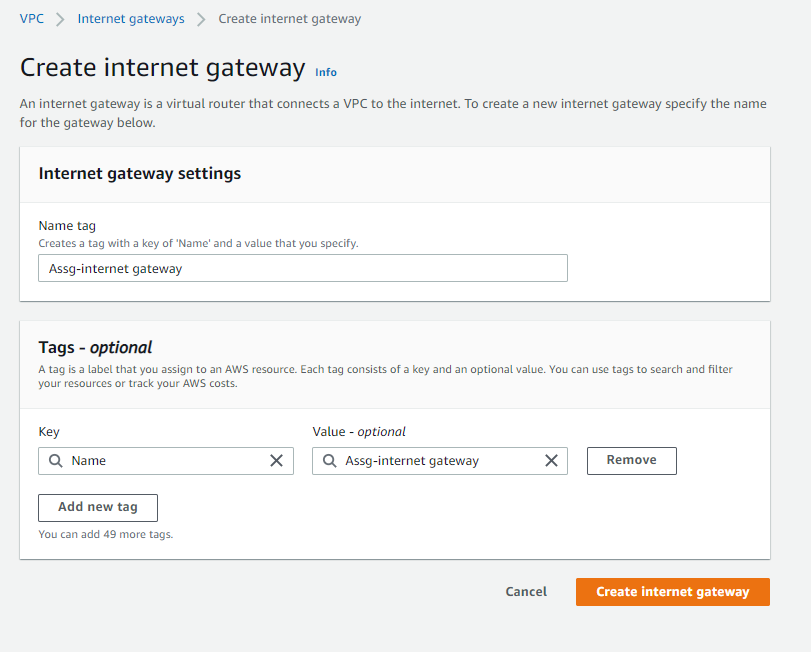 VPC > Internet gateways > Create internet gateway
Create internet gateway Info
An internet gateway is a virtual router that connects a VPC to the internet. To create a new internet gateway specify the name
for the gateway below.
Internet gateway settings
Name tag
Creates a tag with a key of 'Name' and a value that you specify.
Assg-internet gateway
Tags - optional
A tag is a label that you assign to an AWS resource. Each tag consists of a key and an optional value. You can use tags to search and filter
your resources or track your AWS costs.
Key Value - optional
Name Assg-internet gateway Remove
Add new tag
You can add 49 more tags.
Cancel Create internet gateway